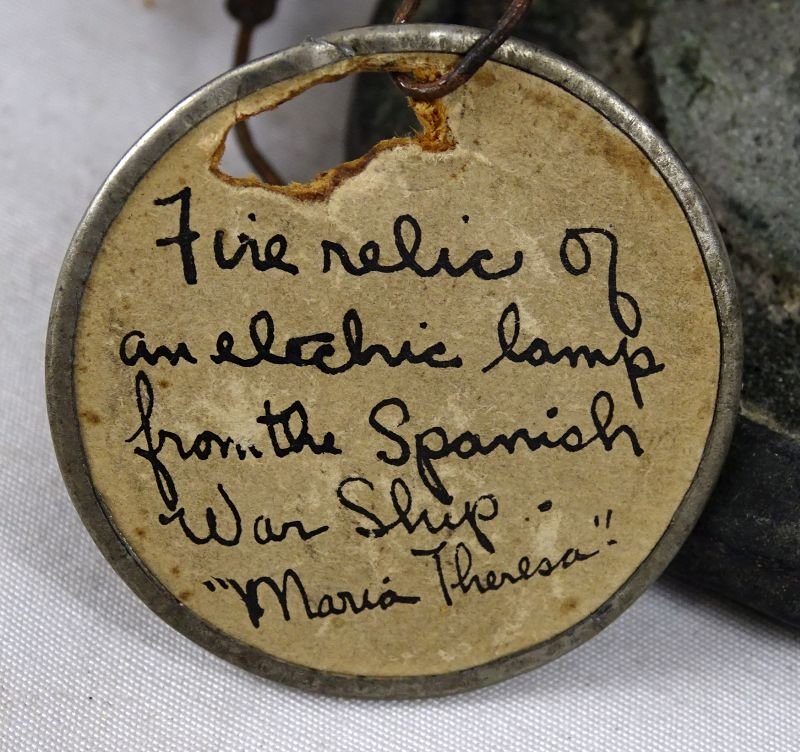 Fire relic of
an electric lamp
from the Spanish
War Ship.
"Maria Theresa"